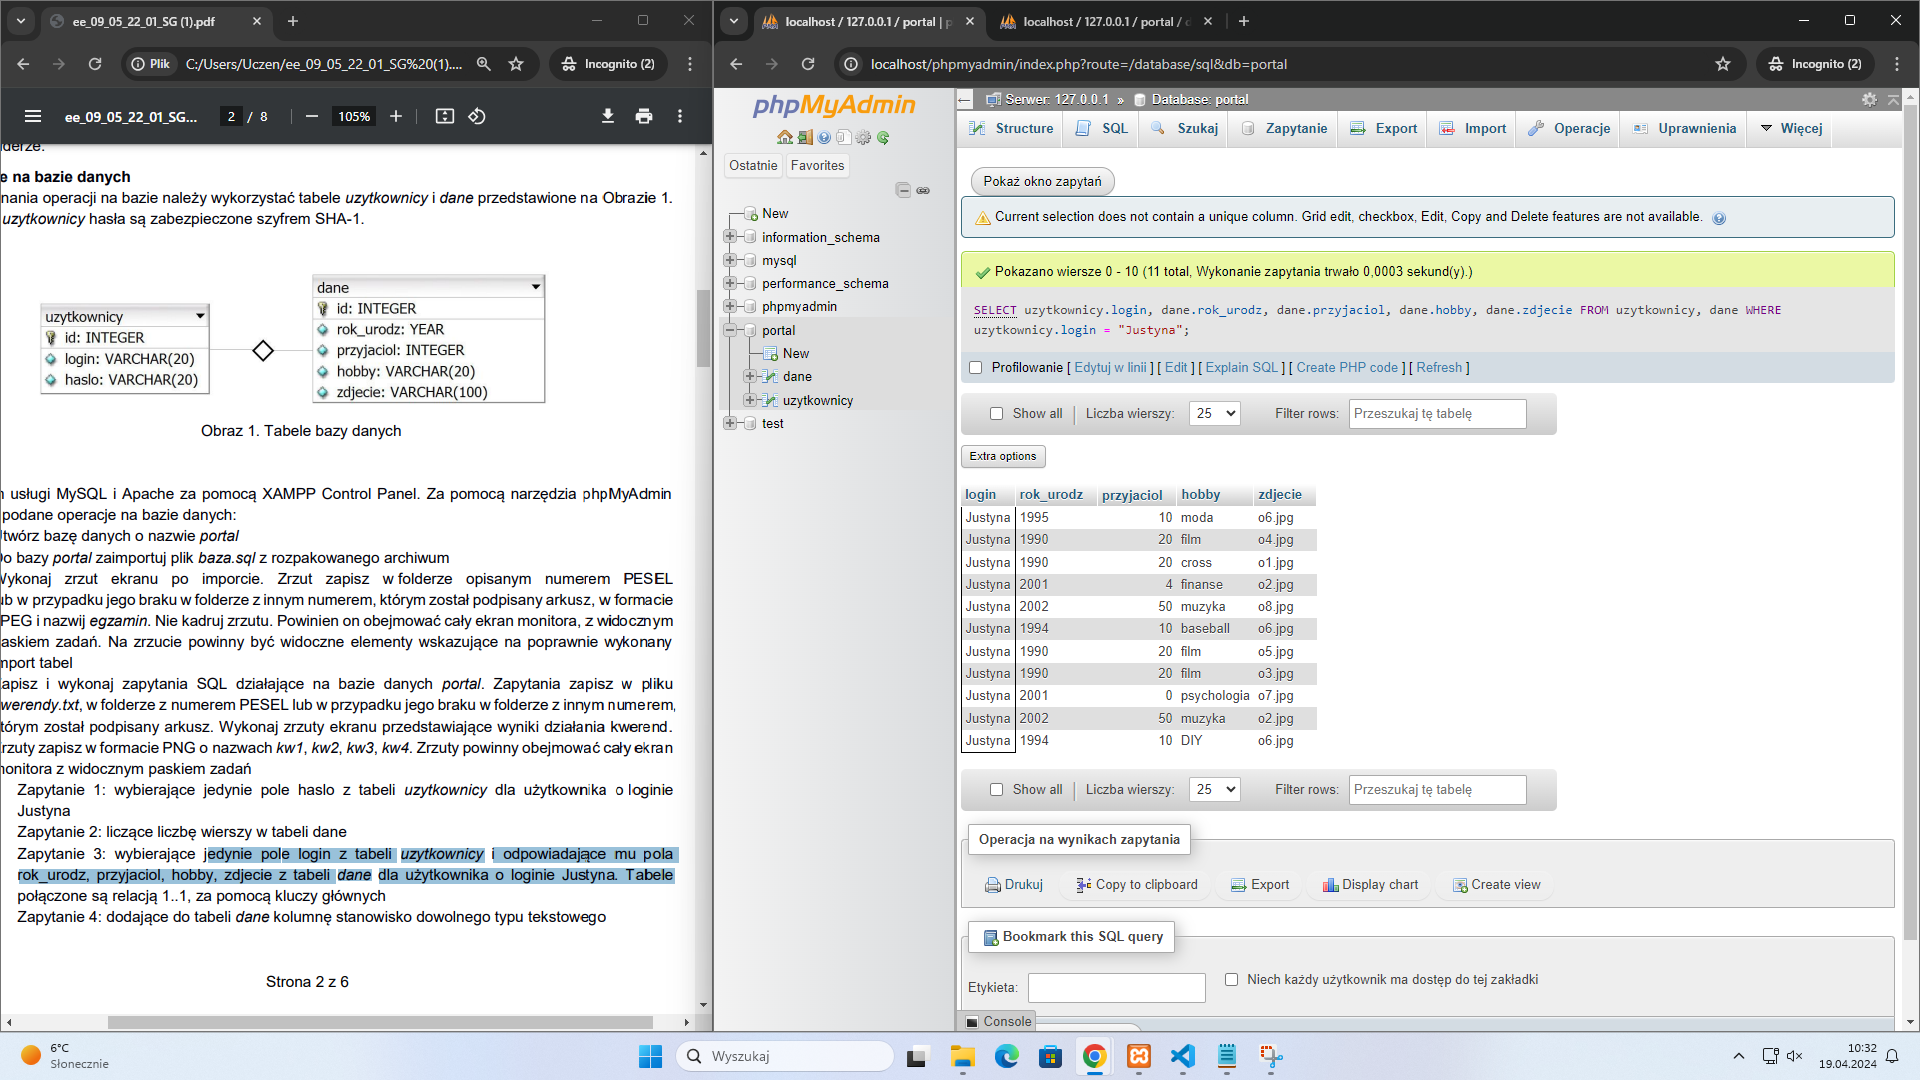 ee_09_05_22_01_SG (1).pdf
Plik
C:/Users/Uczen/ee_09_05_22_01_SG%20(1)....
Incognito (2)
ee_09_05_22_01_SG...
2 / 8
105%
derze.
e na bazie danych
nania operacji na bazie należy wykorzystać tabele uzytkownicy i dane przedstawione na Obrazie 1.
uzytkownicy hasła są zabezpieczone szyfrem SHA-1.
uzytkownicy
id: INTEGER
login: VARCHAR(20)
haslo: VARCHAR(20)
dane
id: INTEGER
rok_urodz: YEAR
przyjaciol: INTEGER
hobby: VARCHAR(20)
zdjecie: VARCHAR(100)
Obraz 1. Tabele bazy danych
n usługi MySQL i Apache za pomocą XAMPP Control Panel. Za pomocą narzędzia phpMyAdmin
podane operacje na bazie danych:
twórz bazę danych o nazwie portal
Do bazy portal zaimportuj plik baza.sql z rozpakowanego archiwum
Wykonaj zrzut ekranu po imporcie. Zrzut zapisz w folderze opisanym numerem PESEL
ub w przypadku jego braku w folderze z innym numerem, którym został podpisany arkusz, w formacie
PEG i nazwij egzamin. Nie kadruj zrzutu. Powinien on obejmować cały ekran monitora, z widocznym
paskiem zadań. Na zrzucie powinny być widoczne elementy wskazujące na poprawnie wykonany
mport tabel
Zapisz i wykonaj zapytania SQL działające na bazie danych portal. Zapytania zapisz w pliku
kwerendy.txt, w folderze z numerem PESEL lub w przypadku jego braku w folderze z innym numerem,
którym został podpisany arkusz. Wykonaj zrzuty ekranu przedstawiające wyniki działania kwerend.
Zrzuty zapisz w formacie PNG o nazwach kw1, kw2, kw3, kw4. Zrzuty powinny obejmować cały ekran
monitora z widocznym paskiem zadań
Zapytanie 1: wybierające jedynie pole haslo z tabeli uzytkownicy dla użytkownika o loginie
Justyna
Zapytanie 2: liczące liczbę wierszy w tabeli dane
Zapytanie 3: wybierające jedynie pole login z tabeli uzytkownicy i odpowiadające mu pola
rok_urodz, przyjaciol, hobby, zdjecie z tabeli dane dla użytkownika o loginie Justyna. Tabele
połączone są relacją 1..1, za pomocą kluczy głównych
Zapytanie 4: dodające do tabeli dane kolumnę stanowisko dowolnego typu tekstowego
Strona 2 z 6
localhost / 127.0.0.1 / portal | p
localhost / 127.0.0.1 / portal / d
localhost/phpmyadmin/index.php?route=/database/sql&db=portal
Incognito (2)
phpMyAdmin
Ostatnie
Favorites
New
information_schema
mysql
performance_schema
phpmyadmin
portal
New
dane
uzytkownicy
test
Serwer: 127.0.0.1 » Database: portal
Structure
SQL
Szukaj
Zapytanie
Export
Import
Operacje
Uprawnienia
Więcej
Pokaż okno zapytań
Current selection does not contain a unique column. Grid edit, checkbox, Edit, Copy and Delete features are not available.
Pokazano wiersze 0 - 10 (11 total, Wykonanie zapytania trwało 0,0003 sekund(y).)
SELECT uzytkownicy.login, dane.rok_urodz, dane.przyjaciol, dane.hobby, dane.zdjecie FROM uzytkownicy, dane WHERE
uzytkownicy.login = "Justyna";
Profilowanie [ Edytuj w linii ] [ Edit ] [ Explain SQL ] [ Create PHP code ] [ Refresh ]
Show all | Liczba wierszy: 25 Filter rows: Przeszukaj tę tabelę
Extra options
login rok_urodz przyjaciol hobby zdjecie
Justyna 1995 10 moda o6.jpg
Justyna 1990 20 film o4.jpg
Justyna 1990 20 cross o1.jpg
Justyna 2001 4 finanse o2.jpg
Justyna 2002 50 muzyka o8.jpg
Justyna 1994 10 baseball o6.jpg
Justyna 1990 20 film o5.jpg
Justyna 1990 20 film o3.jpg
Justyna 2001 0 psychologia o7.jpg
Justyna 2002 50 muzyka o2.jpg
Justyna 1994 10 DIY o6.jpg
Show all | Liczba wierszy: 25 Filter rows: Przeszukaj tę tabelę
Operacja na wynikach zapytania
Drukuj
Copy to clipboard
Export
Display chart
Create view
Bookmark this SQL query
Etykieta:
Niech każdy użytkownik ma dostęp do tej zakładki
Console
6°C
Słonecznie
Wyszukaj
10:32
19.04.2024